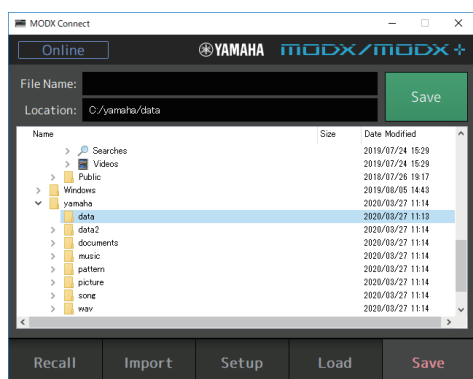 MODX Connect
Online
YAMAHA MODX/MODX+
File Name:
Location: C:/yamaha/data
Save
Name Size Date Modified
Searches 2019/07/24 15:29
Videos 2019/07/24 15:29
Public 2018/07/26 19:17
Windows 2019/08/05 14:43
yamaha 2020/03/27 11:14
data 2020/03/27 11:13
data2 2020/03/27 11:14
documents 2020/03/27 11:14
music 2020/03/27 11:14
pattern 2020/03/27 11:14
picture 2020/03/27 11:14
song 2020/03/27 11:14
wav 2020/03/27 11:14
Recall Import Setup Load Save